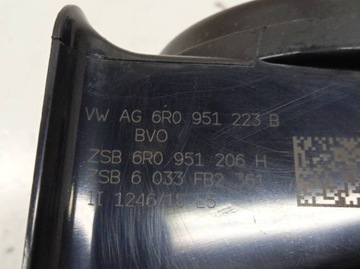 VW AG 6R0 951 223 B
BVO
ZSB 6R0 951 206 H
ZSB 6 033 FB2 361